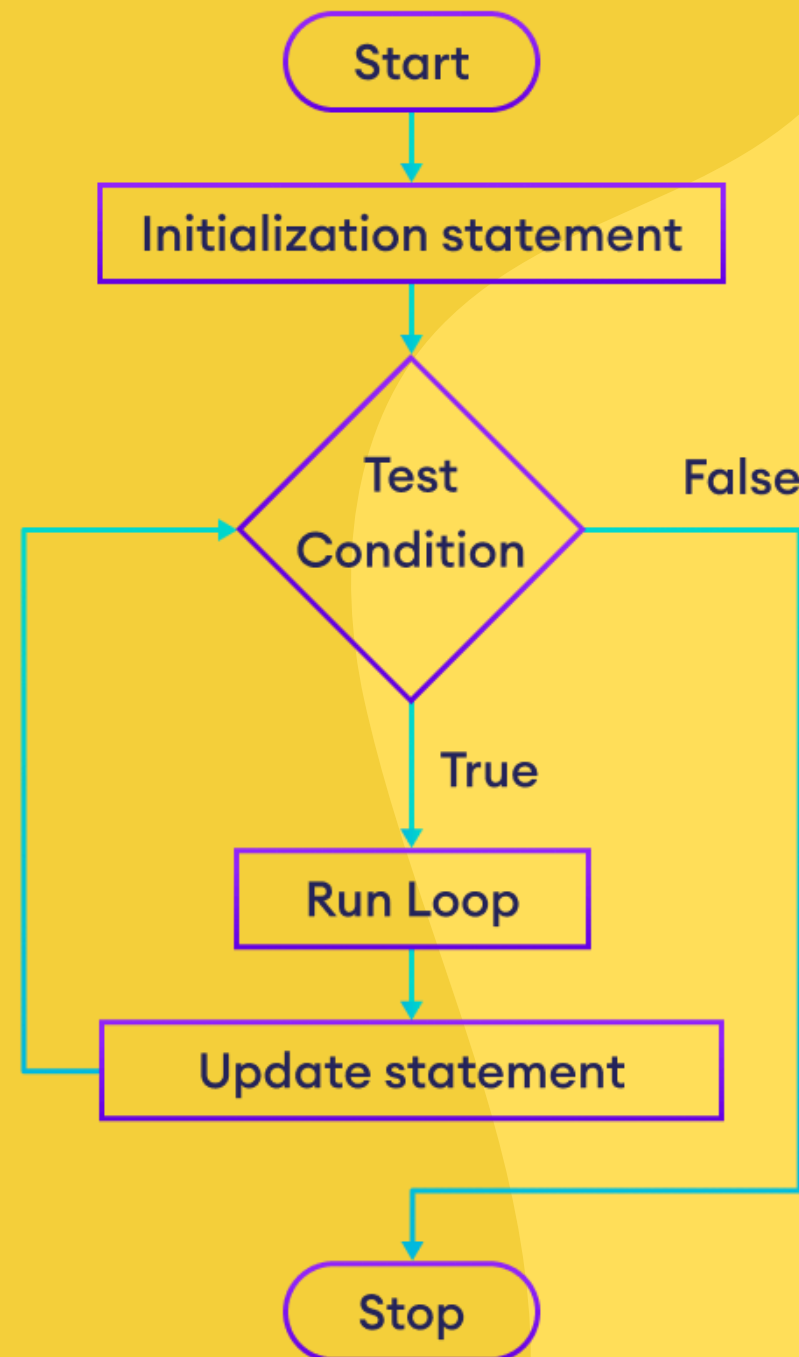 Start
Initialization statement
Test
Condition
False
True
Run Loop
Update statement
Stop